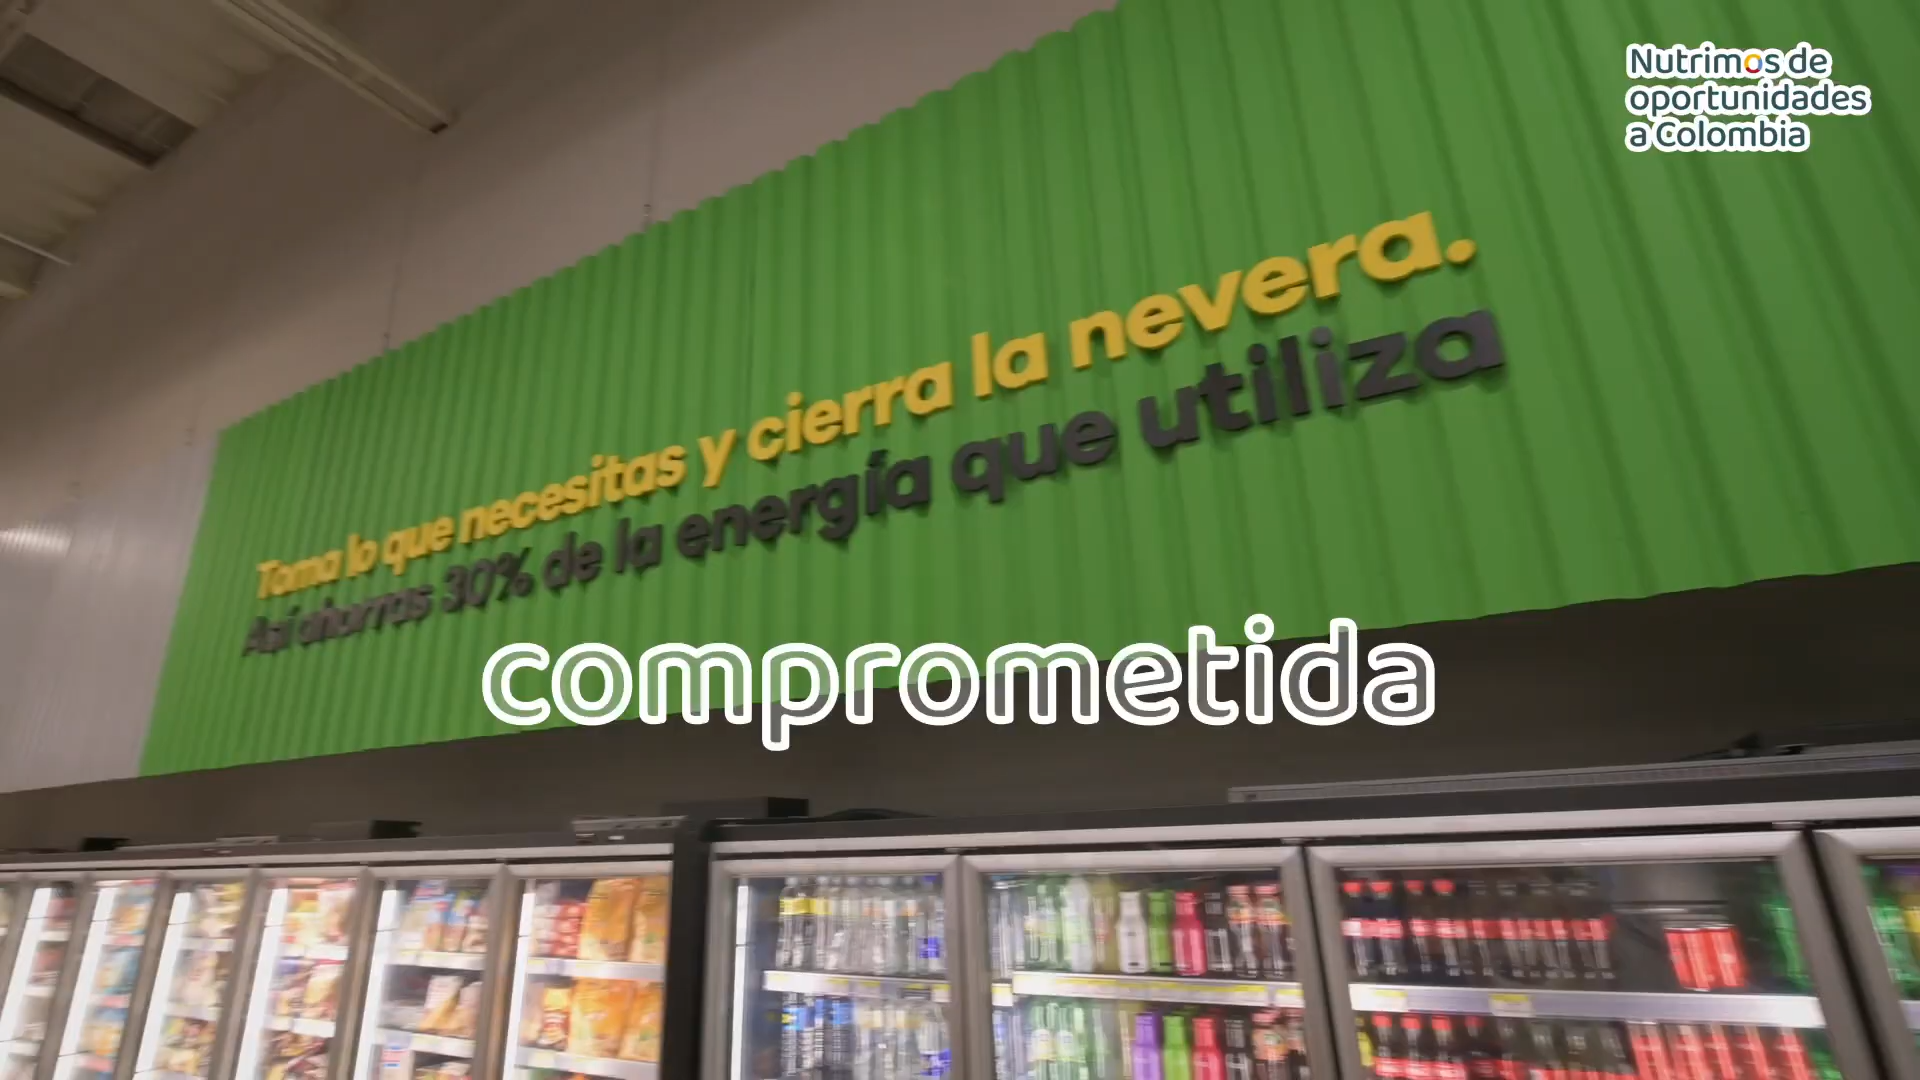 Nutrimos de
oportunidades
a Colombia
Toma lo que necesitas y cierra la nevera.
Así ahorras 30% de la energía que utiliza
comprometida